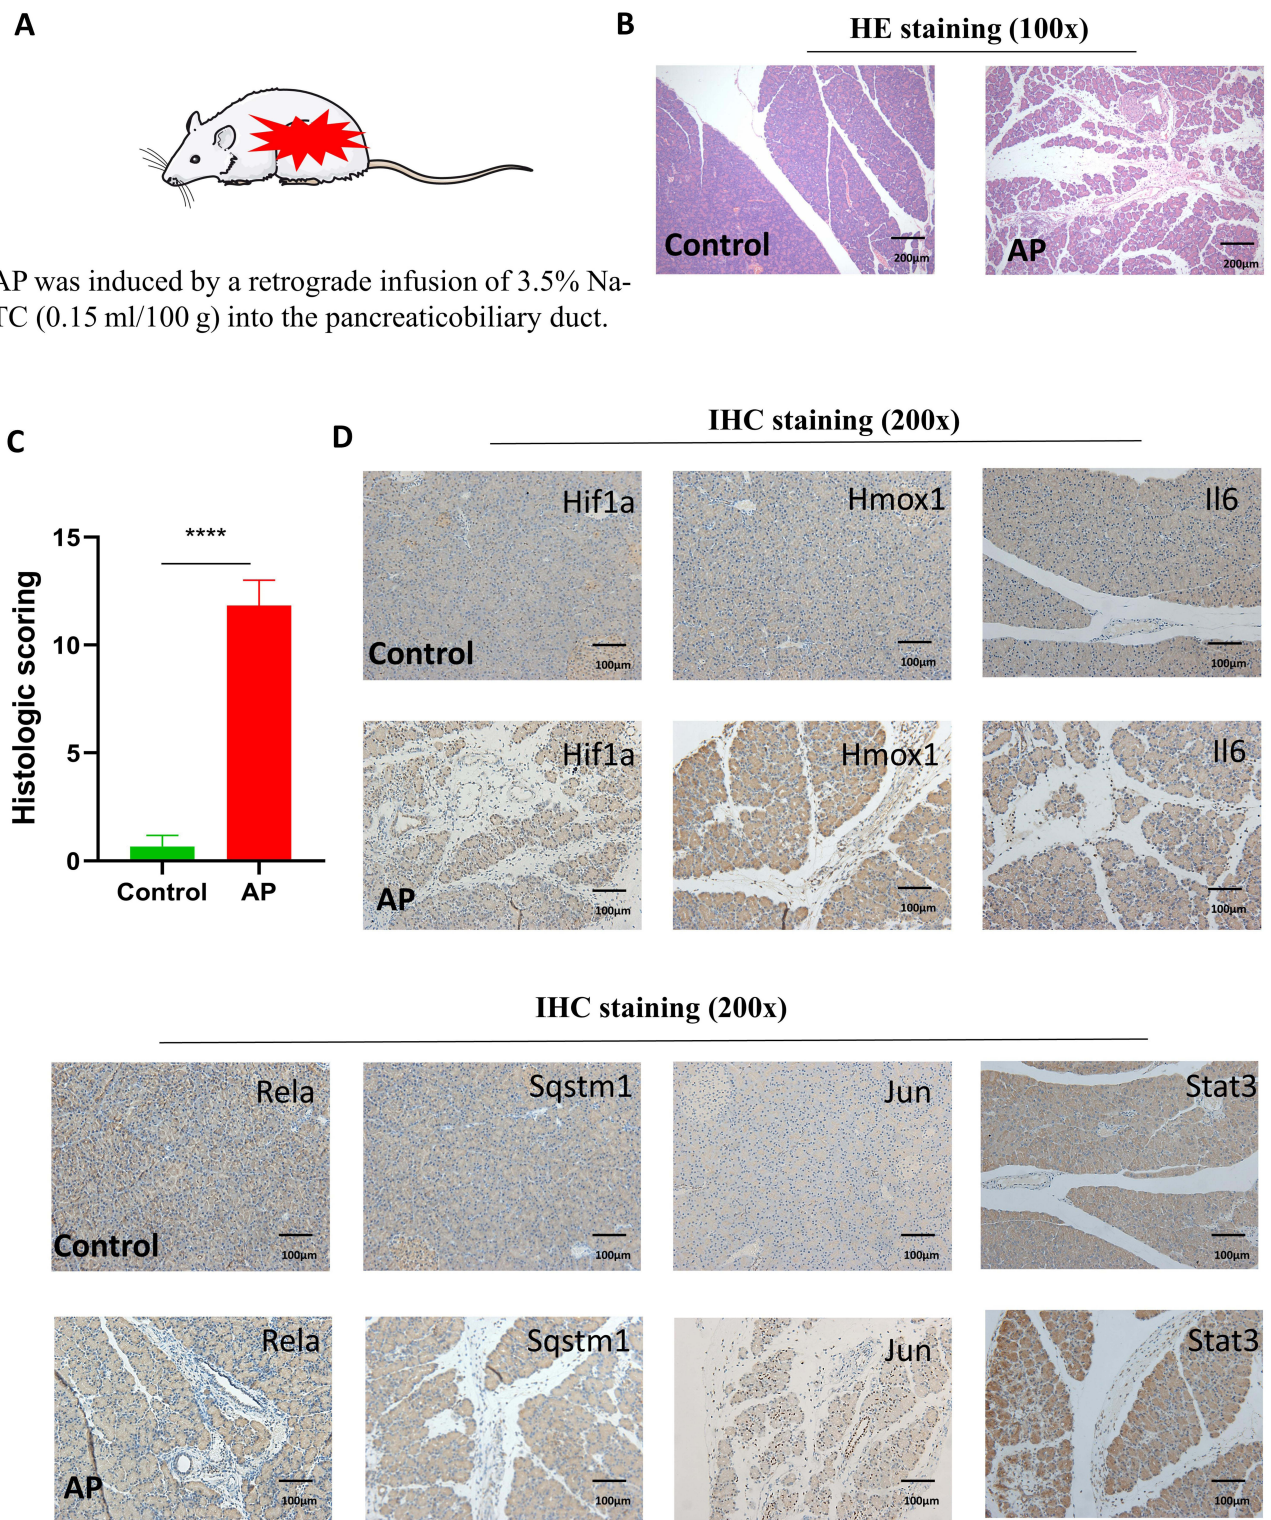 A
AP was induced by a retrograde infusion of 3.5% Na-
TC (0.15 ml/100 g) into the pancreaticobiliary duct.
B
HE staining (100x)
Control
200μm
AP
200μm
C
Histologic scoring
15
10
5
0
****
Control
AP
D
IHC staining (200x)
Hif1a
Control
100μm
Hmox1
100μm
Il6
100μm
Hif1a
AP
100μm
Hmox1
100μm
Il6
100μm
IHC staining (200x)
Rela
Control
100μm
Sqstm1
100μm
Jun
100μm
Stat3
100μm
Rela
AP
100μm
Sqstm1
100μm
Jun
100μm
Stat3
100μm